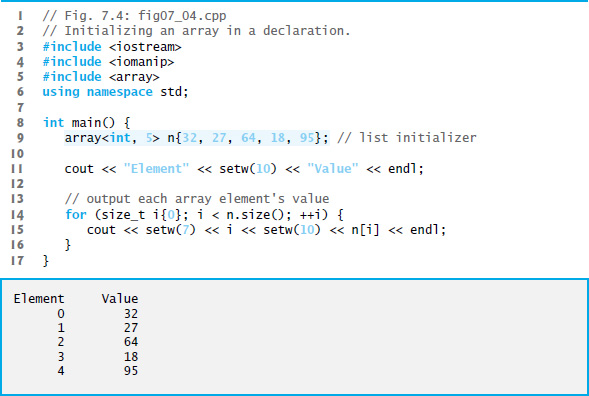 1 // Fig. 7.4: fig07_04.cpp
2 // Initializing an array in a declaration.
3 #include <iostream>
4 #include <iomanip>
5 #include <array>
6 using namespace std;
7
8 int main() {
9 array<int, 5> n{32, 27, 64, 18, 95}; // list initializer
10
11 cout << "Element" << setw(10) << "Value" << endl;
12
13 // output each array element's value
14 for (size_t i{0}; i < n.size(); ++i) {
15 cout << setw(7) << i << setw(10) << n[i] << endl;
16 }
17 }
Element Value
0 32
1 27
2 64
3 18
4 95